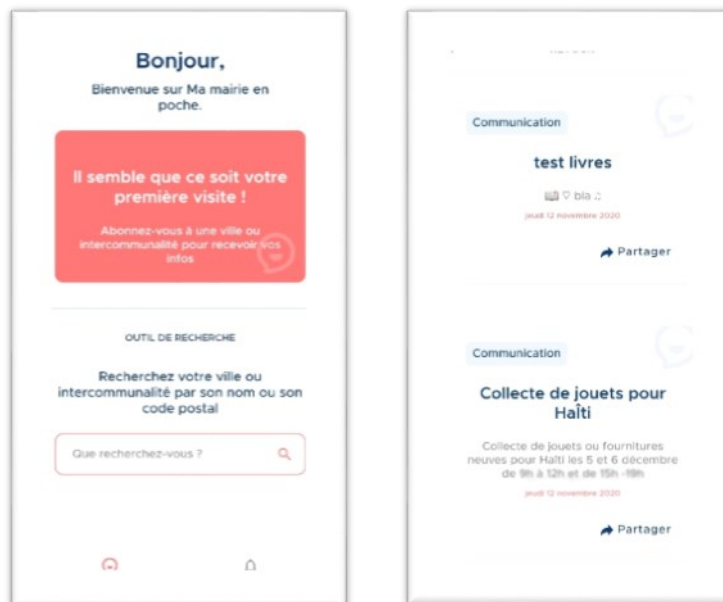 Bonjour,
Bienvenue sur Ma mairie en
poche.
Il semble que ce soit votre
première visite !
Abonnez-vous à une ville ou
intercommunalité pour recevoir vos
infos
OUTIL DE RECHERCHE
Recherchez votre ville ou
intercommunalité par son nom ou son
code postal
Que recherchez-vous ?
Communication
test livres
📖 ♡ bla ♫
jeudi 12 novembre 2020
Partager
Communication
Collecte de jouets pour
HaÎti
Collecte de jouets ou fournitures
neuves pour Haîti les 5 et 6 décembre
de 9h à 12h et de 15h -19h
jeudi 12 novembre 2020
Partager